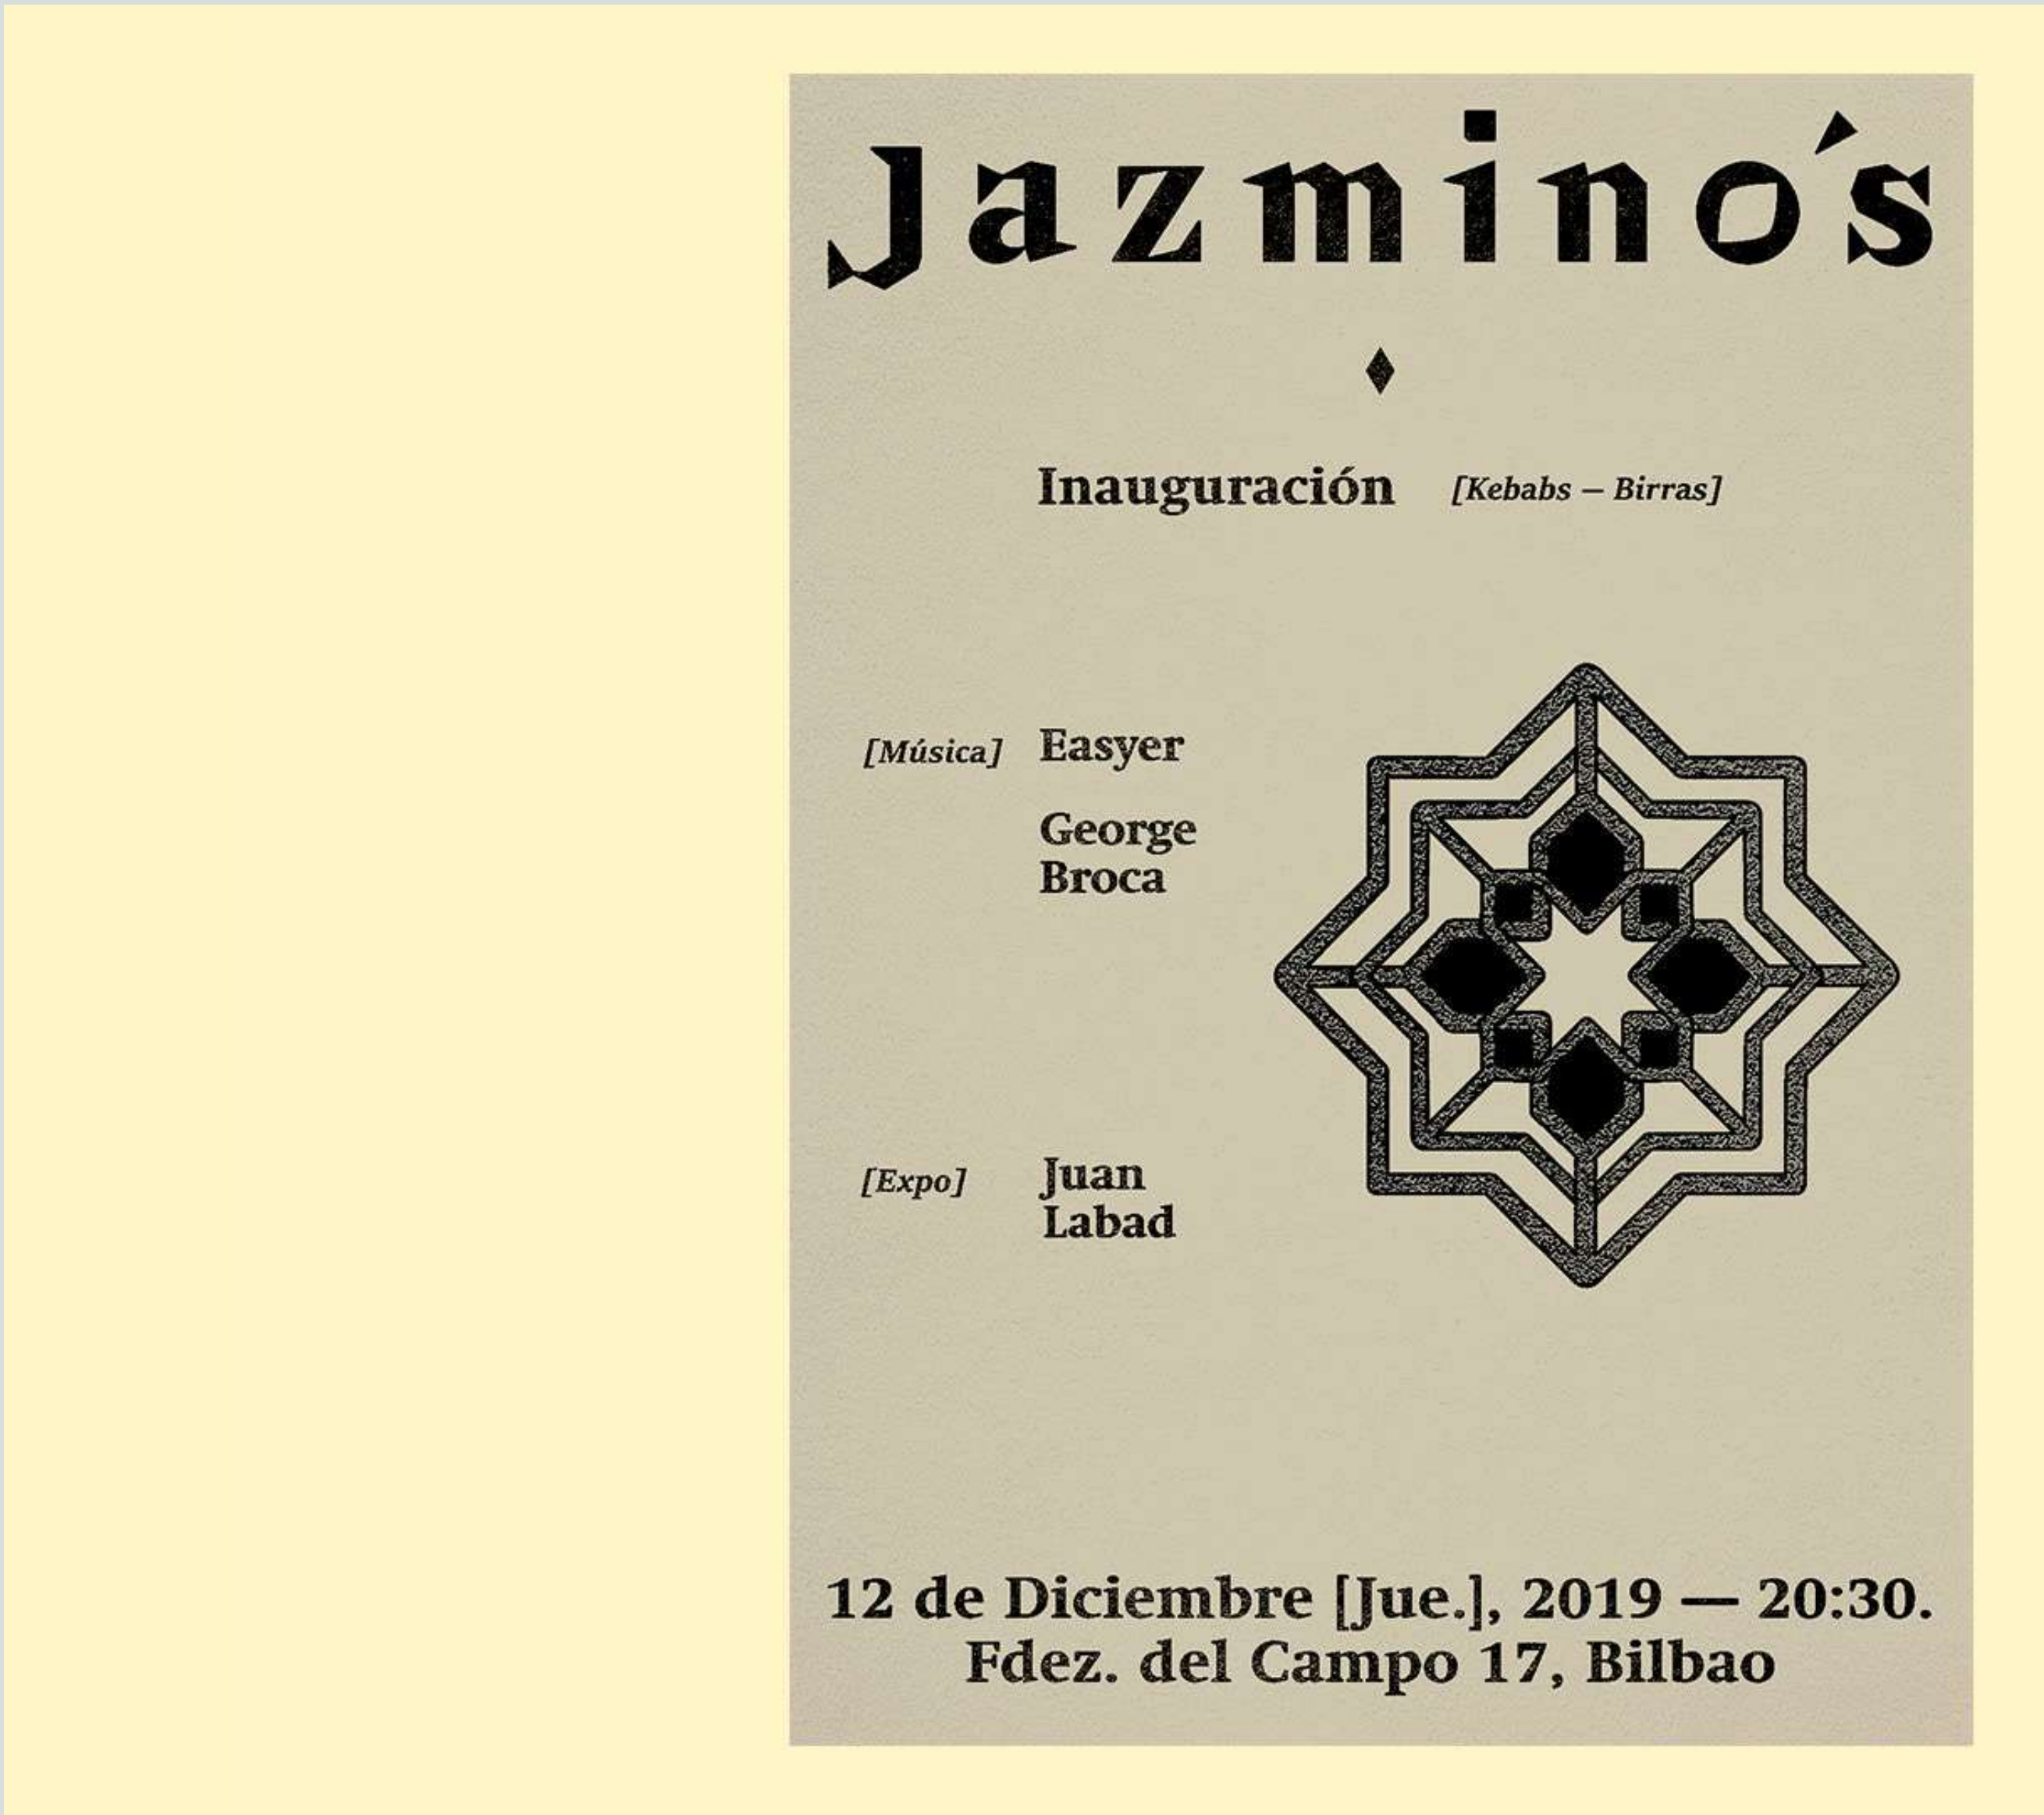 Jazmino´s
Inauguración [Kebabs – Birras]
[Música] Easyer
George
Broca
[Expo] Juan
Labad
12 de Diciembre [Jue.], 2019 — 20:30.
Fdez. del Campo 17, Bilbao